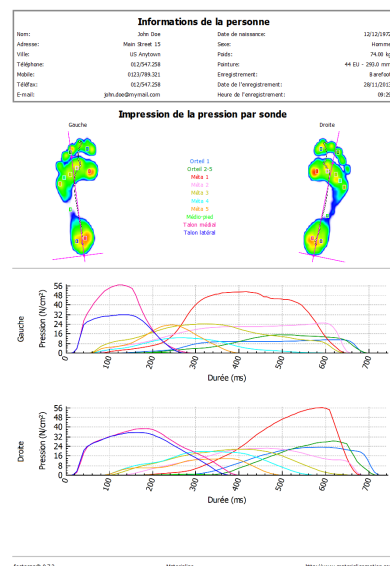 Informations de la personne
Nom: John Doe Date de naissance: 12/12/1972
Adresse: Main Street 15 Sexe: Homme
Ville: US Anytown Poids: 74.00 kg
Téléphone: 012/547.258 Pointure: 44 EU - 293.0 mm
Mobile: 0123/789.321 Enregistrement: Barefoot
Téléfax: 012/547.258 Date de l'enregistrement: 28/11/2013
E-mail: john.doe@mymail.com Heure de l'enregistrement: 09:29
Impression de la pression par sonde
Gauche Droite
Orteil 1
Orteil 2-5
Méta 1
Méta 2
Méta 3
Méta 4
Méta 5
Médio-pied
Talon médial
Talon latéral
Gauche
Pression (N/cm²)
56
48
40
32
24
16
8
0
0 100 200 300 400 500 600 700
Durée (ms)
Droite
Pression (N/cm²)
56
48
40
32
24
16
8
0
0 100 200 300 400 500 600 700
Durée (ms)